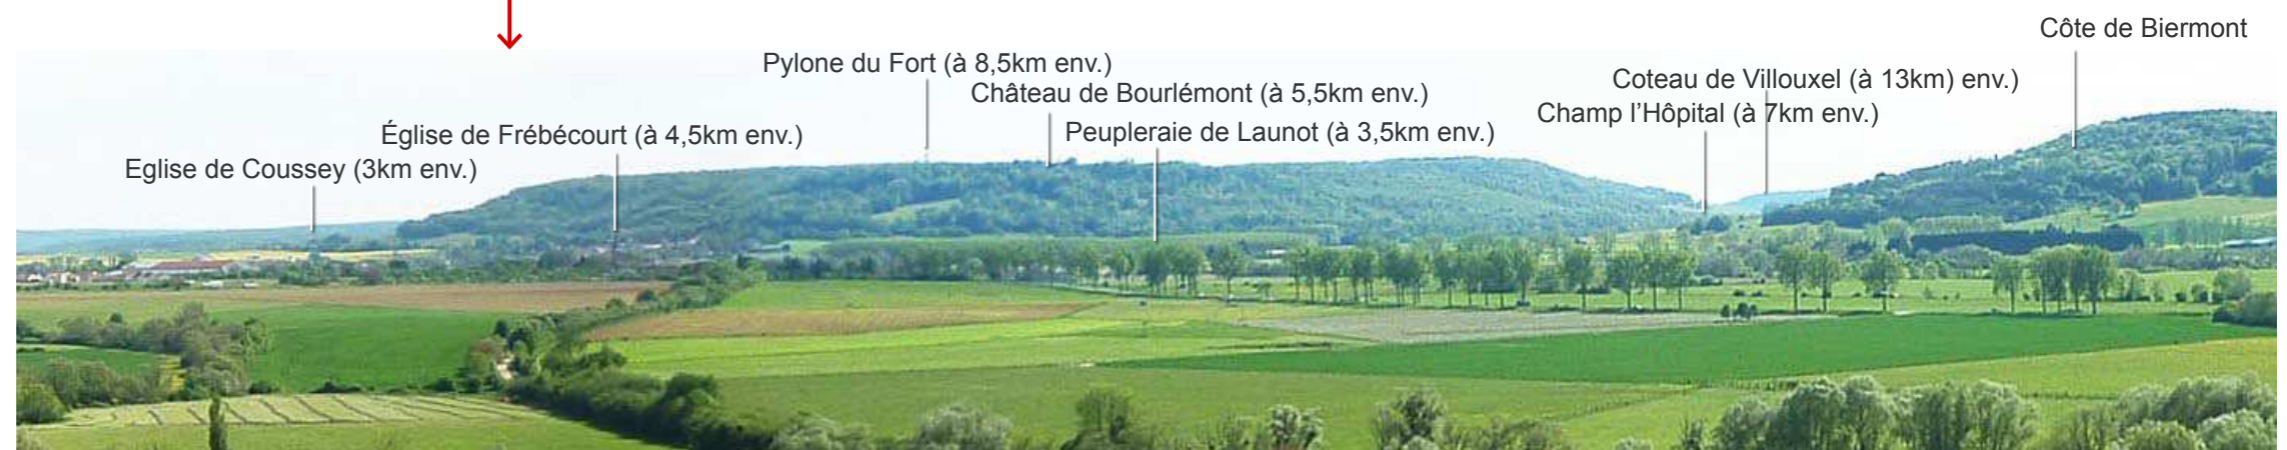 Côte de Biermont
Pylone du Fort (à 8,5km env.)
Coteau de Villouxel (à 13km) env.)
Château de Bourlémont (à 5,5km env.)
Champ l'Hôpital (à 7km env.)
Église de Frébécourt (à 4,5km env.)
Peupleraie de Launot (à 3,5km env.)
Eglise de Coussey (3km env.)